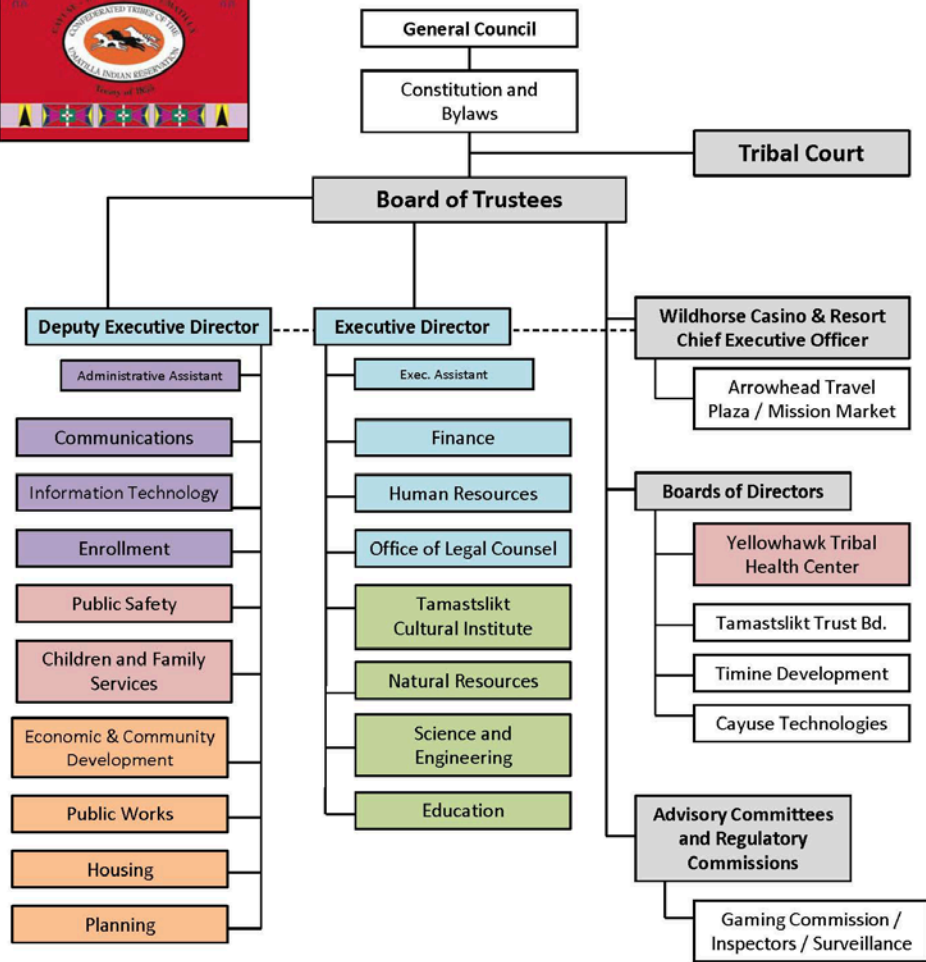 CONFEDERATED TRIBES OF THE
UMATILLA INDIAN RESERVATION
Treaty of 1855
General Council
Constitution and
Bylaws
Tribal Court
Board of Trustees
Deputy Executive Director
Executive Director
Wildhorse Casino & Resort
Chief Executive Officer
Administrative Assistant
Exec. Assistant
Arrowhead Travel
Plaza / Mission Market
Communications
Finance
Information Technology
Human Resources
Boards of Directors
Enrollment
Office of Legal Counsel
Yellowhawk Tribal
Health Center
Public Safety
Tamastslikt
Cultural Institute
Tamastslikt Trust Bd.
Children and Family
Services
Natural Resources
Timine Development
Economic & Community
Development
Science and
Engineering
Cayuse Technologies
Public Works
Education
Advisory Committees
and Regulatory
Commissions
Housing
Planning
Gaming Commission /
Inspectors / Surveillance